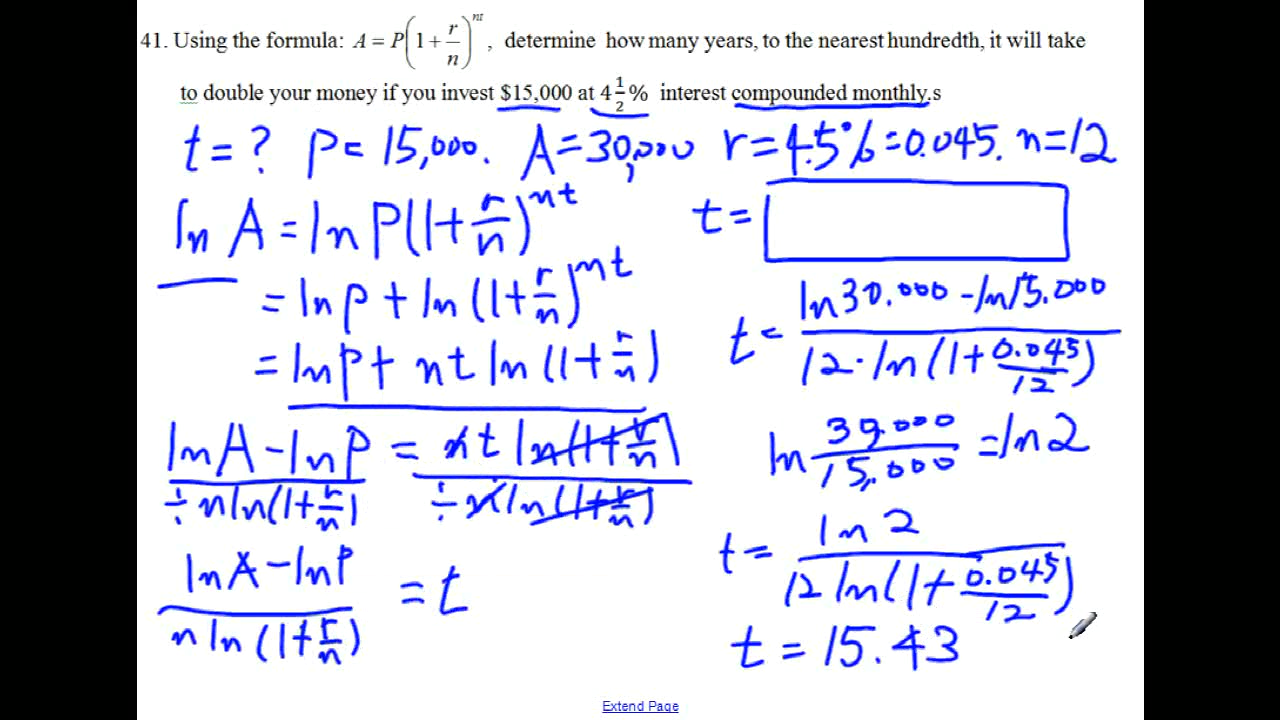 41. Using the formula: A = P(1 + r/n)^nt, determine how many years, to the nearest hundredth, it will take
to double your money if you invest $15,000 at 4 1/2% interest compounded monthly.s
t = ? P = 15,000. A = 30,000 r = 4.5% = 0.045. n = 12
ln A = ln P(1 + r/n)^nt
= ln P + ln (1 + r/n)^nt
= ln P + nt ln (1 + r/n)
ln A - ln P = nt ln (1 + r/n)
÷ n ln (1 + r/n) ÷ n ln (1 + r/n)
ln A - ln P
n ln (1 + r/n)
= t
t =
t = ln 30.000 - ln 15.000
12 · ln (1 + 0.045/12)
ln 30.000/15,000 = ln 2
t = ln 2
12 ln (1 + 0.045/12)
t = 15.43
Extend Page